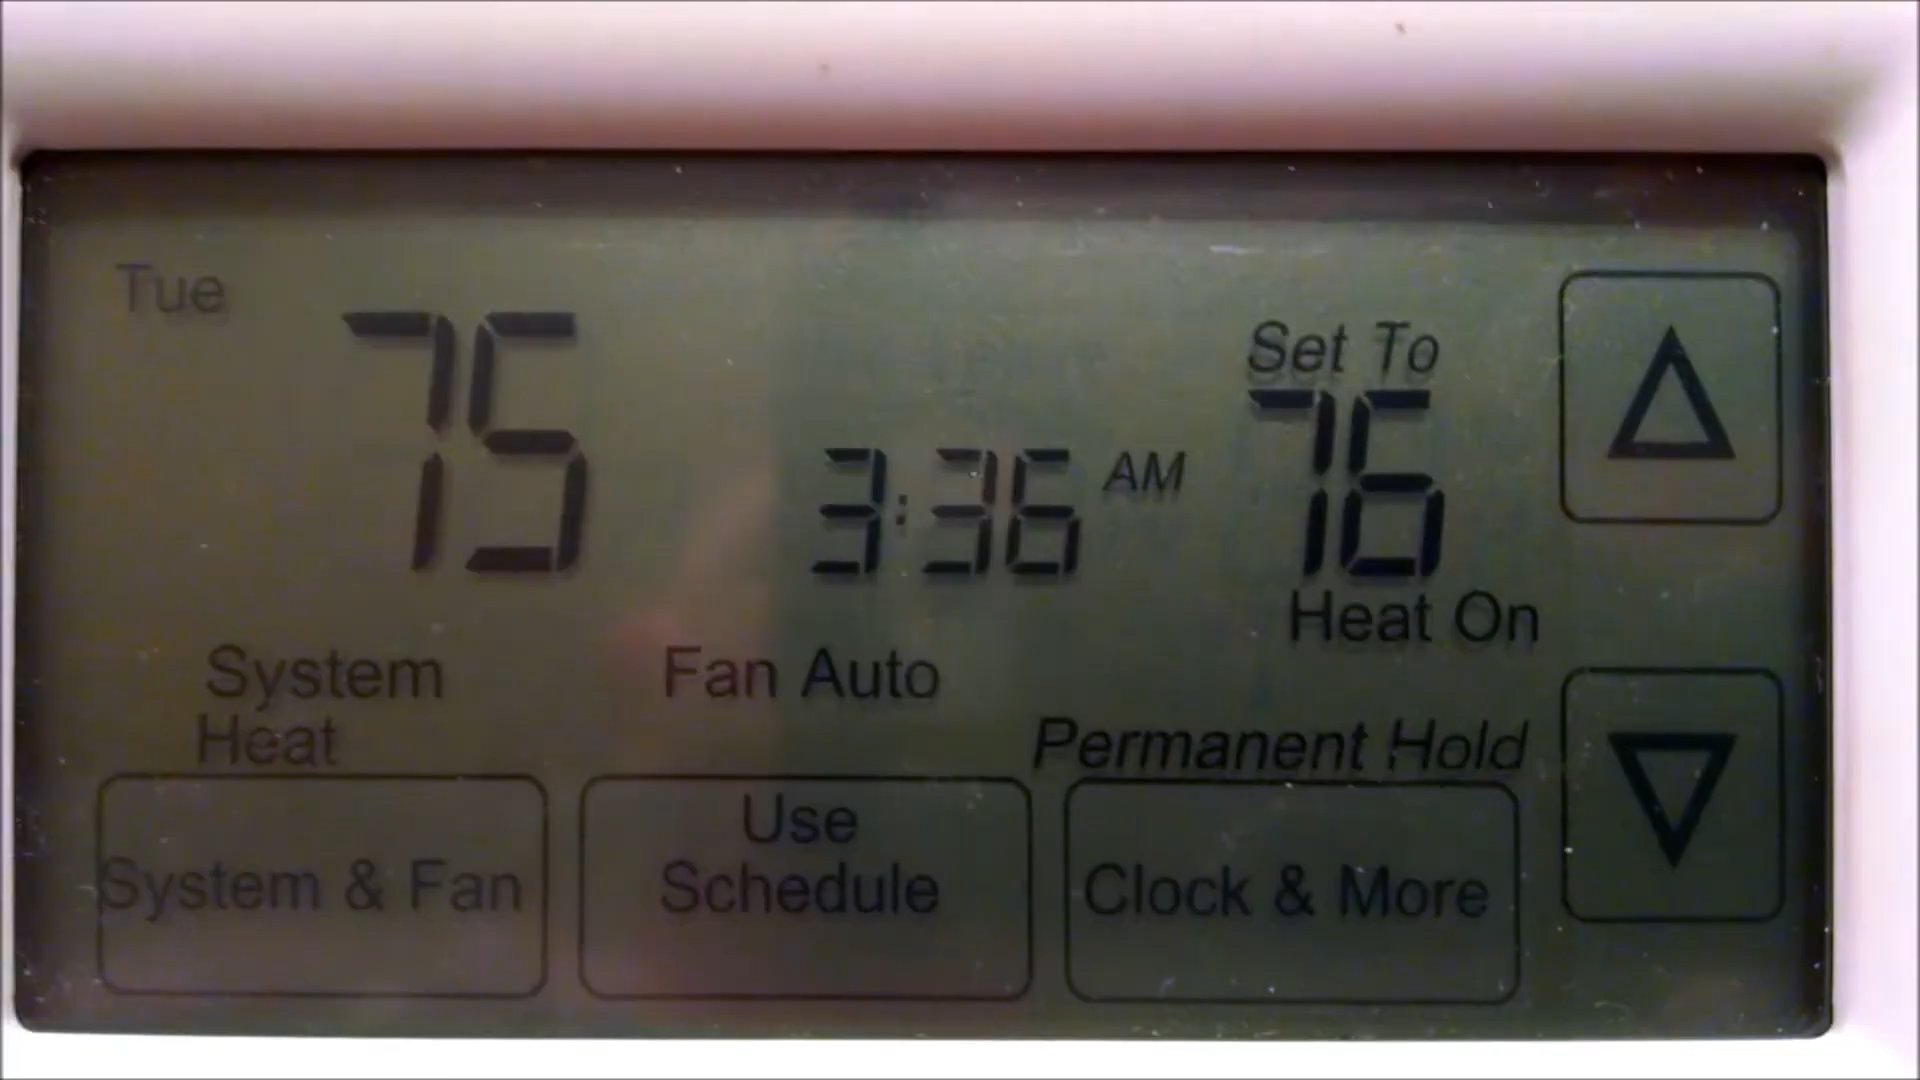 Tue
75
3:36 AM
Set To
76
Heat On
System
Heat
Fan Auto
Permanent Hold
System & Fan
Use
Schedule
Clock & More